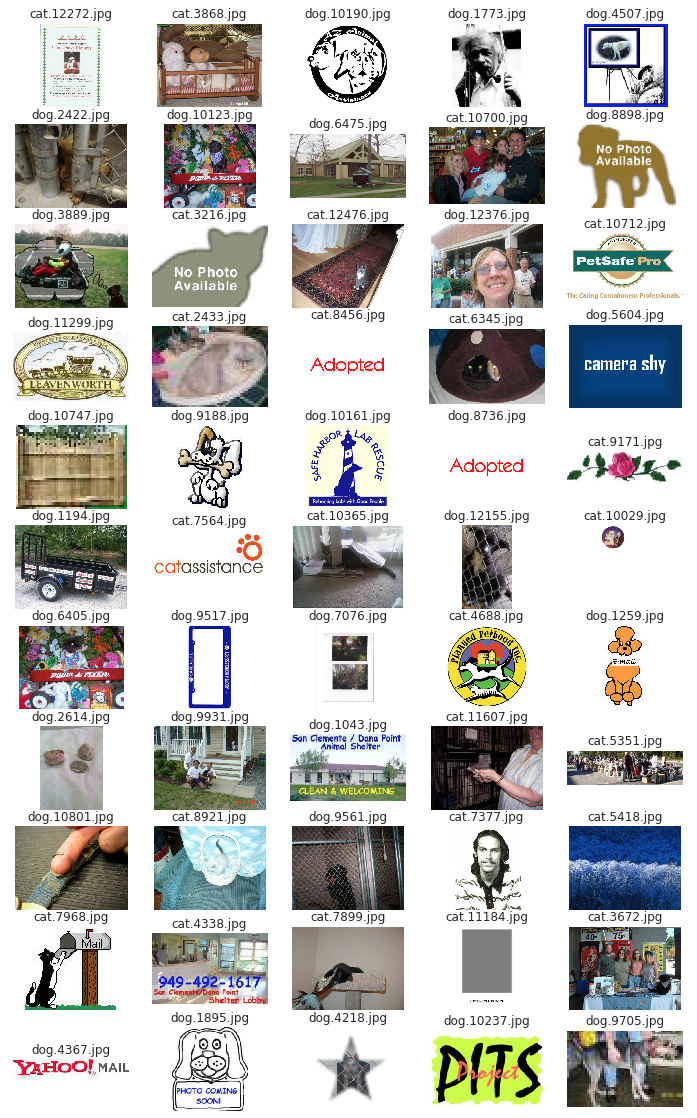 cat.12272.jpg
cat.3868.jpg
dog.10190.jpg
dog.1773.jpg
dog.4507.jpg
dog.2422.jpg
dog.10123.jpg
dog.6475.jpg
cat.10700.jpg
dog.8898.jpg
No Photo
Available
dog.3889.jpg
cat.3216.jpg
cat.12476.jpg
dog.12376.jpg
cat.10712.jpg
No Photo
Available
PetSafe Pro
The Caring Containment Professionals.
dog.11299.jpg
cat.2433.jpg
cat.8456.jpg
cat.6345.jpg
dog.5604.jpg
LEAVENWORTH
Adopted
camera shy
dog.10747.jpg
dog.9188.jpg
dog.10161.jpg
dog.8736.jpg
cat.9171.jpg
SAFE HARBOR LAB RESCUE
Rehoming Labs with Good People
Adopted
dog.1194.jpg
cat.7564.jpg
cat.10365.jpg
dog.12155.jpg
cat.10029.jpg
catassistance
dog.6405.jpg
dog.9517.jpg
dog.7076.jpg
cat.4688.jpg
dog.1259.jpg
Planned Pethood Inc.
E-mail
dog.2614.jpg
dog.9931.jpg
dog.1043.jpg
cat.11607.jpg
cat.5351.jpg
San Clemente / Dana Point
Animal Shelter
CLEAN & WELCOMING
dog.10801.jpg
cat.8921.jpg
dog.9561.jpg
cat.7377.jpg
cat.5418.jpg
cat.7968.jpg
cat.4338.jpg
cat.7899.jpg
cat.11184.jpg
cat.3672.jpg
Mail
949-492-1617
San Clemente/Dana Point
Shelter Lobby
40-
75-
dog.4367.jpg
dog.1895.jpg
dog.4218.jpg
dog.10237.jpg
dog.9705.jpg
YAHOO! MAIL
PHOTO COMING
SOON!
PITS
Project